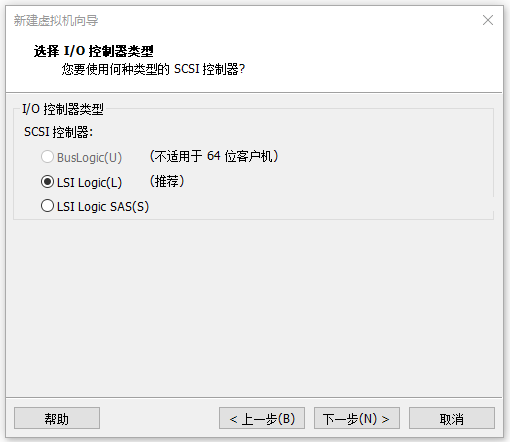 新建虚拟机向导
选择 I/O 控制器类型
您要使用何种类型的 SCSI 控制器?
I/O 控制器类型
SCSI 控制器:
BusLogic(U) (不适用于 64 位客户机)
LSI Logic(L) (推荐)
LSI Logic SAS(S)
帮助 < 上一步(B) 下一步(N) > 取消